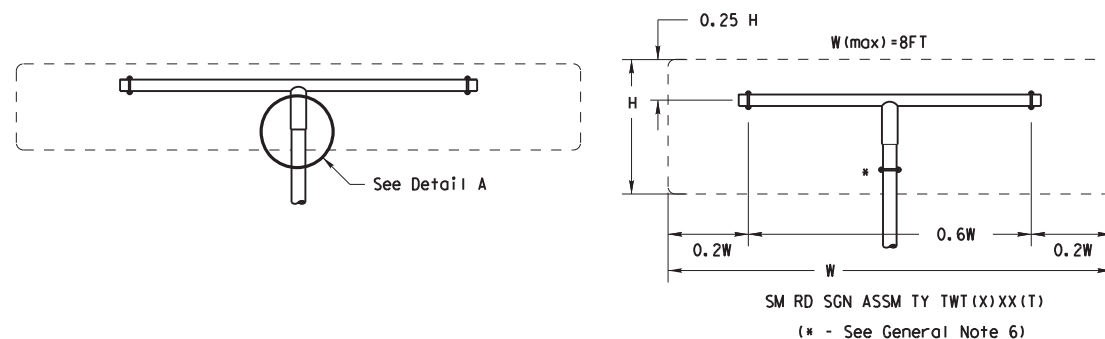 See Detail A
0.25 H
W(max)=8FT
H
*
0.2W
0.6W
0.2W
W
SM RD SGN ASSM TY TWT(X)XX(T)
(* - See General Note 6)